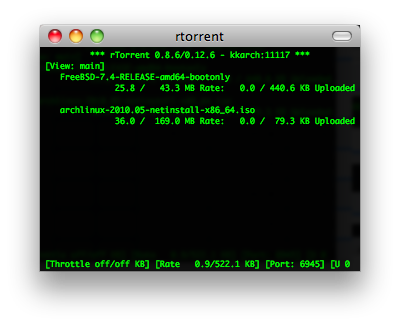 rtorrent
*** rTorrent 0.8.6/0.12.6 - kkarch:11117 ***
[View: main]
FreeBSD-7.4-RELEASE-amd64-bootonly
25.8 / 43.3 MB Rate: 0.0 / 440.6 KB Uploaded
archlinux-2010.05-netinstall-x86_64.iso
36.0 / 169.0 MB Rate: 0.0 / 79.3 KB Uploaded
[Throttle off/off KB] [Rate 0.9/522.1 KB] [Port: 6945] [U 0